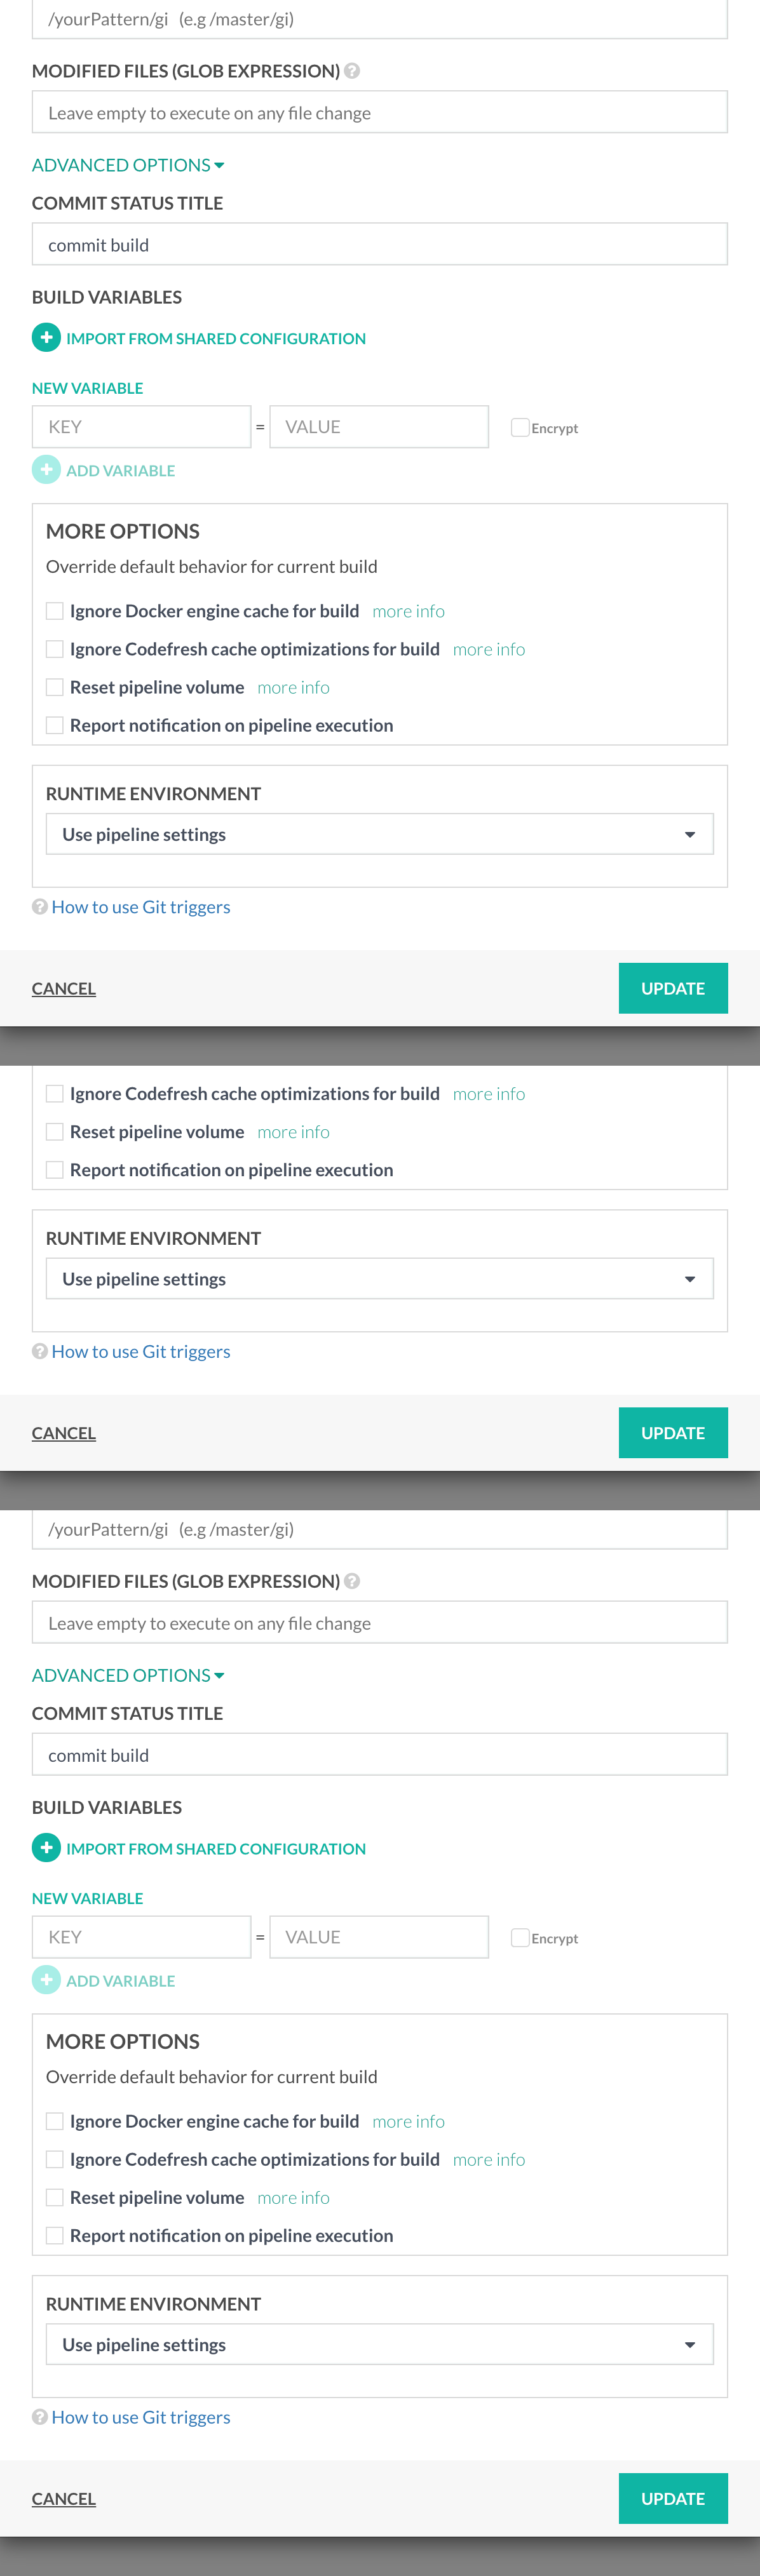 /yourPattern/gi (e.g /master/gi)
MODIFIED FILES (GLOB EXPRESSION) ?
Leave empty to execute on any file change
ADVANCED OPTIONS
COMMIT STATUS TITLE
commit build
BUILD VARIABLES
+ IMPORT FROM SHARED CONFIGURATION
NEW VARIABLE
KEY = VALUE Encrypt
+ ADD VARIABLE
MORE OPTIONS
Override default behavior for current build
Ignore Docker engine cache for build more info
Ignore Codefresh cache optimizations for build more info
Reset pipeline volume more info
Report notification on pipeline execution
RUNTIME ENVIRONMENT
Use pipeline settings
? How to use Git triggers
CANCEL UPDATE
Ignore Codefresh cache optimizations for build more info
Reset pipeline volume more info
Report notification on pipeline execution
RUNTIME ENVIRONMENT
Use pipeline settings
? How to use Git triggers
CANCEL UPDATE
/yourPattern/gi (e.g /master/gi)
MODIFIED FILES (GLOB EXPRESSION) ?
Leave empty to execute on any file change
ADVANCED OPTIONS
COMMIT STATUS TITLE
commit build
BUILD VARIABLES
+ IMPORT FROM SHARED CONFIGURATION
NEW VARIABLE
KEY = VALUE Encrypt
+ ADD VARIABLE
MORE OPTIONS
Override default behavior for current build
Ignore Docker engine cache for build more info
Ignore Codefresh cache optimizations for build more info
Reset pipeline volume more info
Report notification on pipeline execution
RUNTIME ENVIRONMENT
Use pipeline settings
? How to use Git triggers
CANCEL UPDATE